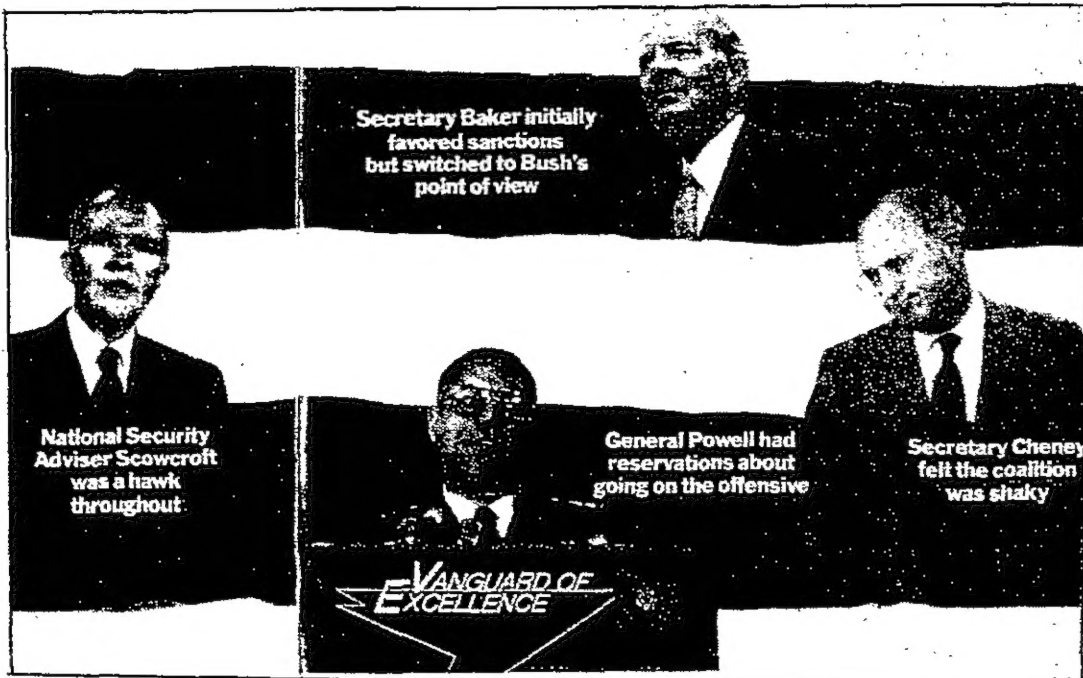 Secretary Baker initially
favored sanctions
but switched to Bush's
point of view
National Security
Adviser Scowcroft
was a hawk
throughout
General Powell had
reservations about
going on the offensive
Secretary Cheney
felt the coalition
was shaky
VANGUARD OF
EXCELLENCE